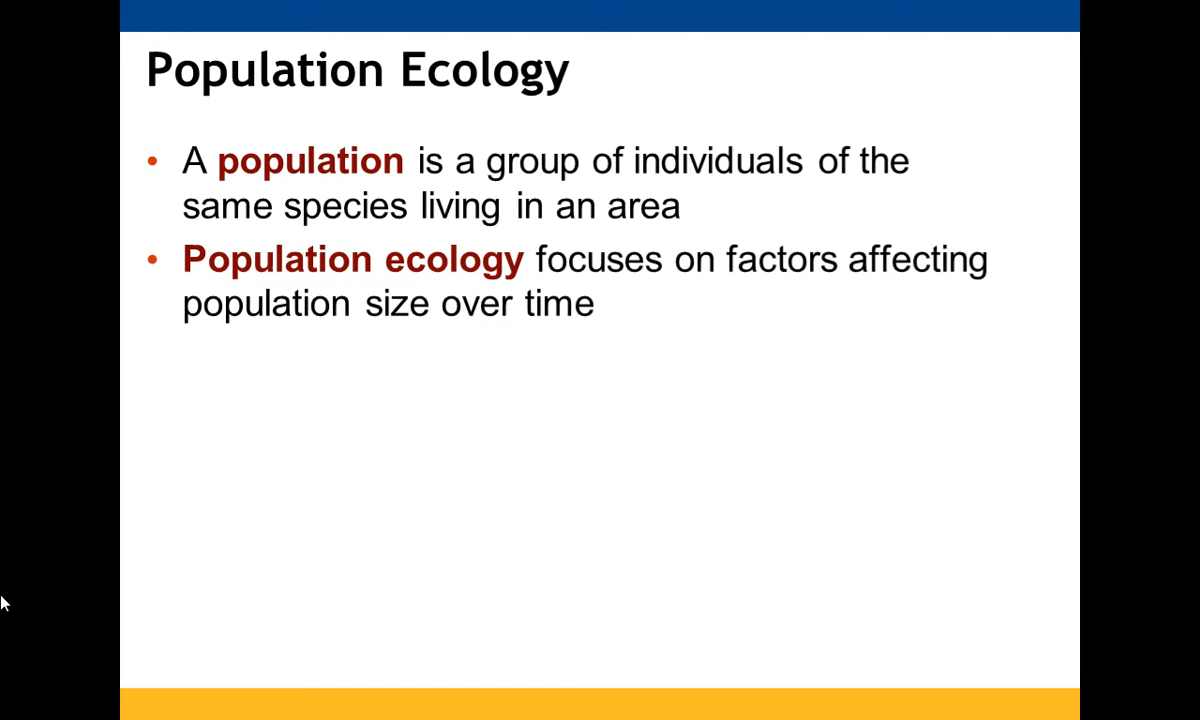 Population Ecology
• A population is a group of individuals of the
same species living in an area
• Population ecology focuses on factors affecting
population size over time